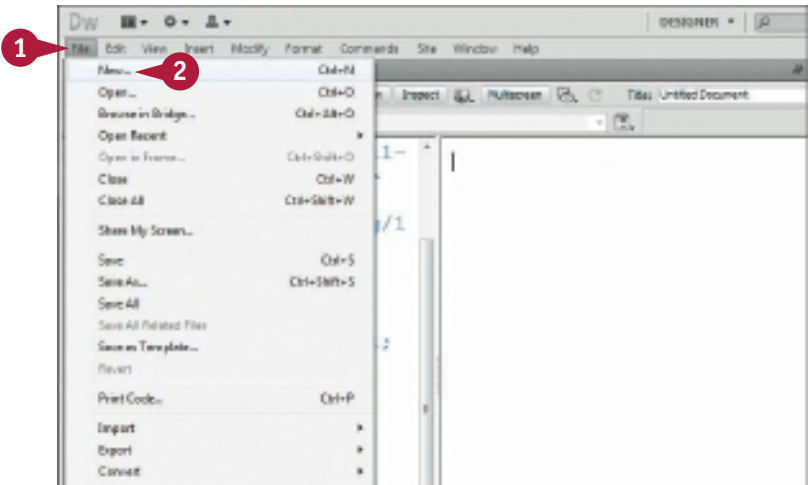 Dw DESIGNER
1 File Edit View Insert Modify Format Commands Site Window Help
New... 2 Ctrl+N
Open... Ctrl+O
Inspect Multiscreen Title: Untitled Document
Browse in Bridge... Ctrl+Alt+O
Open Recent
Open in Frame... Ctrl+Shift+O
Close Ctrl+W
Close All Ctrl+Shift+W
Share My Screen...
Save Ctrl+S
Save As... Ctrl+Shift+S
Save All
Save All Related Files
Save as Template...
Revert
Print Code... Ctrl+P
Import
Export
Convert